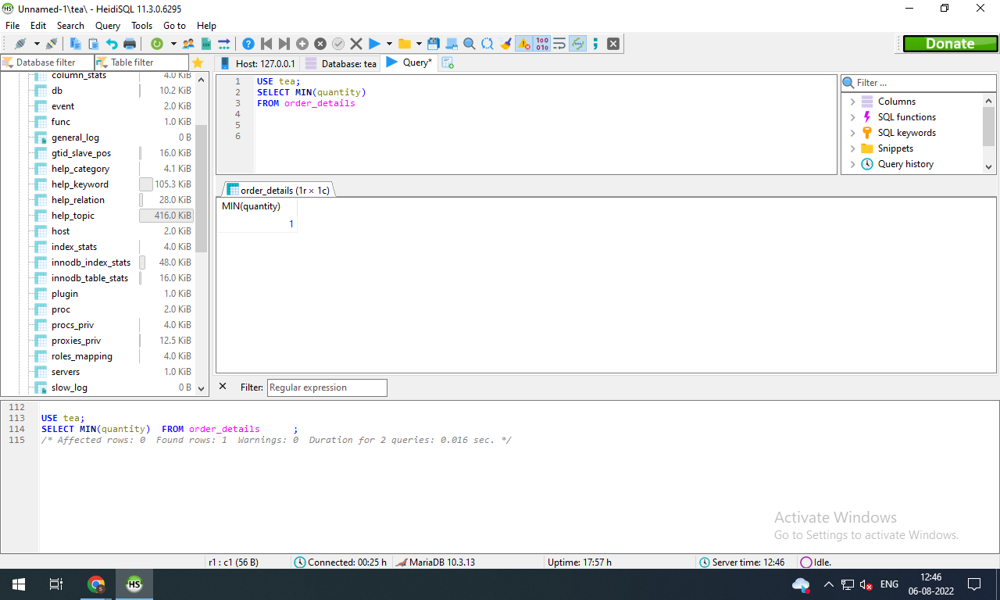 Unnamed-1\tea\ - HeidiSQL 11.3.0.6295
File Edit Search Query Tools Go to Help
Donate
Database filter Table filter
Host: 127.0.0.1 Database: tea Query*
column_stats 4.0 KiB
db 10.2 KiB
event 2.0 KiB
func 1.0 KiB
general_log 0 B
gtid_slave_pos 16.0 KiB
help_category 4.1 KiB
help_keyword 105.3 KiB
help_relation 28.0 KiB
help_topic 416.0 KiB
host 2.0 KiB
index_stats 4.0 KiB
innodb_index_stats 48.0 KiB
innodb_table_stats 16.0 KiB
plugin 1.0 KiB
proc 2.0 KiB
procs_priv 4.0 KiB
proxies_priv 12.5 KiB
roles_mapping 4.0 KiB
servers 1.0 KiB
slow_log 0 B
1 USE tea;
2 SELECT MIN(quantity)
3 FROM order_details
4
5
6
Filter ...
Columns
SQL functions
SQL keywords
Snippets
Query history
order_details (1r × 1c)
MIN(quantity)
1
Filter: Regular expression
112
113 USE tea;
114 SELECT MIN(quantity)  FROM order_details      ;
115 /* Affected rows: 0  Found rows: 1  Warnings: 0  Duration for 2 queries: 0.016 sec. */
Activate Windows
Go to Settings to activate Windows.
r1 : c1 (56 B) Connected: 00:25 h MariaDB 10.3.13 Uptime: 17:57 h Server time: 12:46 Idle.
HS ENG 12:46
06-08-2022